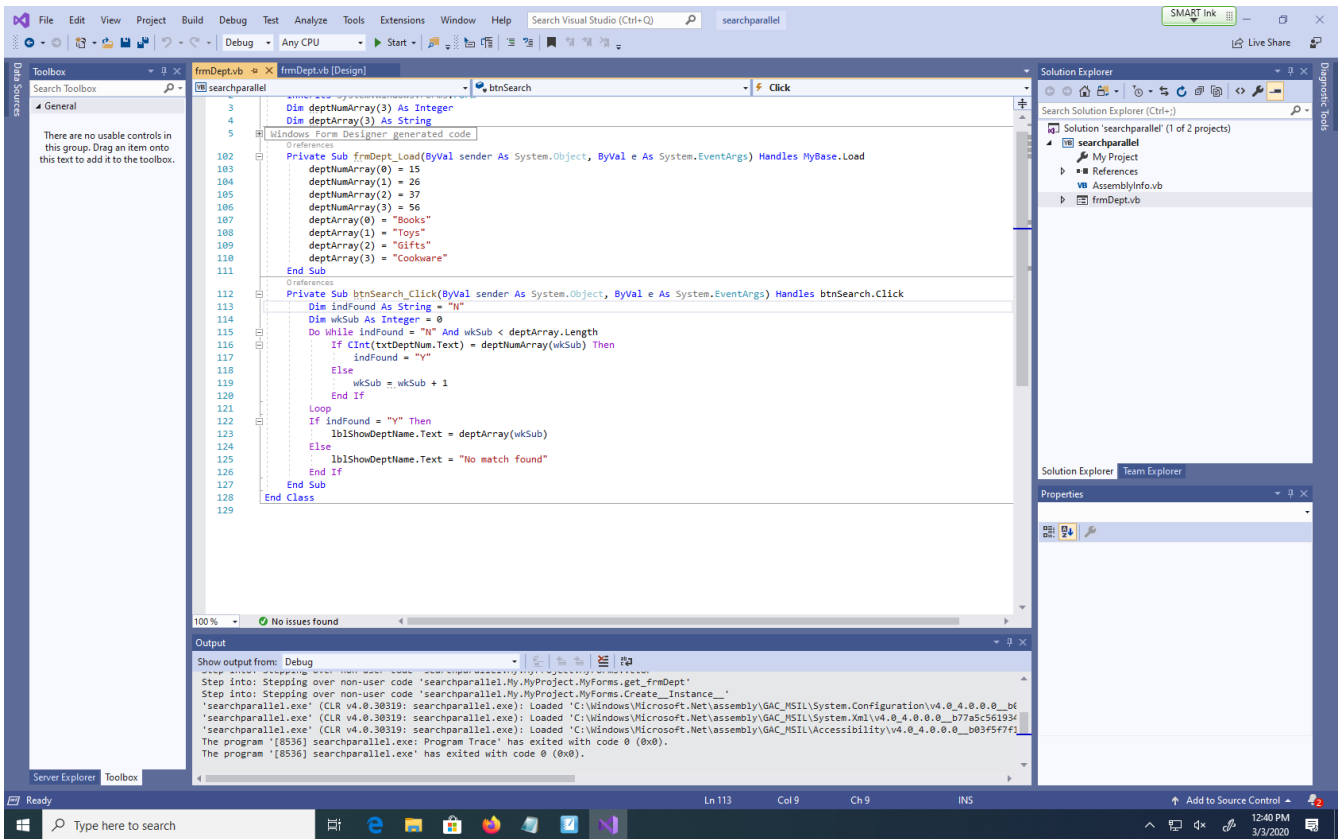 File Edit View Project Build Debug Test Analyze Tools Extensions Window Help Search Visual Studio (Ctrl+Q) searchparallel
SMART Ink
Debug Any CPU Start Live Share
Data Sources
Toolbox
Search Toolbox
General
There are no usable controls in
this group. Drag an item onto
this text to add it to the toolbox.
Server Explorer Toolbox
frmDept.vb frmDept.vb [Design]
VB searchparallel btnSearch Click
3 Dim deptNumArray(3) As Integer
4 Dim deptArray(3) As String
5 Windows Form Designer generated code
0 references
102 Private Sub frmDept_Load(ByVal sender As System.Object, ByVal e As System.EventArgs) Handles MyBase.Load
103 deptNumArray(0) = 15
104 deptNumArray(1) = 26
105 deptNumArray(2) = 37
106 deptNumArray(3) = 56
107 deptArray(0) = "Books"
108 deptArray(1) = "Toys"
109 deptArray(2) = "Gifts"
110 deptArray(3) = "Cookware"
111 End Sub
0 references
112 Private Sub btnSearch_Click(ByVal sender As System.Object, ByVal e As System.EventArgs) Handles btnSearch.Click
113 Dim indFound As String = "N"
114 Dim wkSub As Integer = 0
115 Do While indFound = "N" And wkSub < deptArray.Length
116 If CInt(txtDeptNum.Text) = deptNumArray(wkSub) Then
117 indFound = "Y"
118 Else
119 wkSub = wkSub + 1
120 End If
121 Loop
122 If indFound = "Y" Then
123 lblShowDeptName.Text = deptArray(wkSub)
124 Else
125 lblShowDeptName.Text = "No match found"
126 End If
127 End Sub
128 End Class
129
100 % No issues found
Output
Show output from: Debug
Step into: Stepping over non-user code 'searchparallel.My.MyProject.MyForms.get_frmDept'
Step into: Stepping over non-user code 'searchparallel.My.MyProject.MyForms.Create__Instance__'
'searchparallel.exe' (CLR v4.0.30319: searchparallel.exe): Loaded 'C:\Windows\Microsoft.Net\assembly\GAC_MSIL\System.Configuration\v4.0_4.0.0.0__b0
'searchparallel.exe' (CLR v4.0.30319: searchparallel.exe): Loaded 'C:\Windows\Microsoft.Net\assembly\GAC_MSIL\System.Xml\v4.0_4.0.0.0__b77a5c561934
'searchparallel.exe' (CLR v4.0.30319: searchparallel.exe): Loaded 'C:\Windows\Microsoft.Net\assembly\GAC_MSIL\Accessibility\v4.0_4.0.0.0__b03f5f7f1
The program '[8536] searchparallel.exe: Program Trace' has exited with code 0 (0x0).
The program '[8536] searchparallel.exe' has exited with code 0 (0x0).
Solution Explorer
Search Solution Explorer (Ctrl+;)
Solution 'searchparallel' (1 of 2 projects)
VB searchparallel
My Project
References
VB AssemblyInfo.vb
frmDept.vb
Solution Explorer Team Explorer
Properties
Diagnostic Tools
Ready Ln 113 Col 9 Ch 9 INS Add to Source Control 2
Type here to search
12:40 PM
3/3/2020